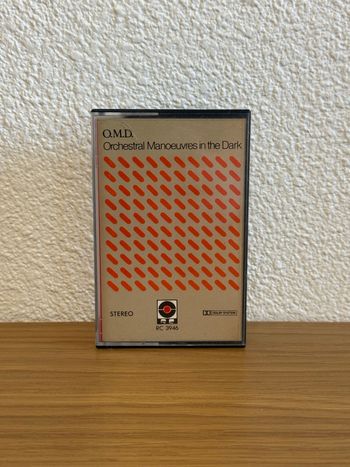 O.M.D.
Orchestral Manoeuvres in the Dark
STEREO
RC 3946
DOLBY SYSTEM